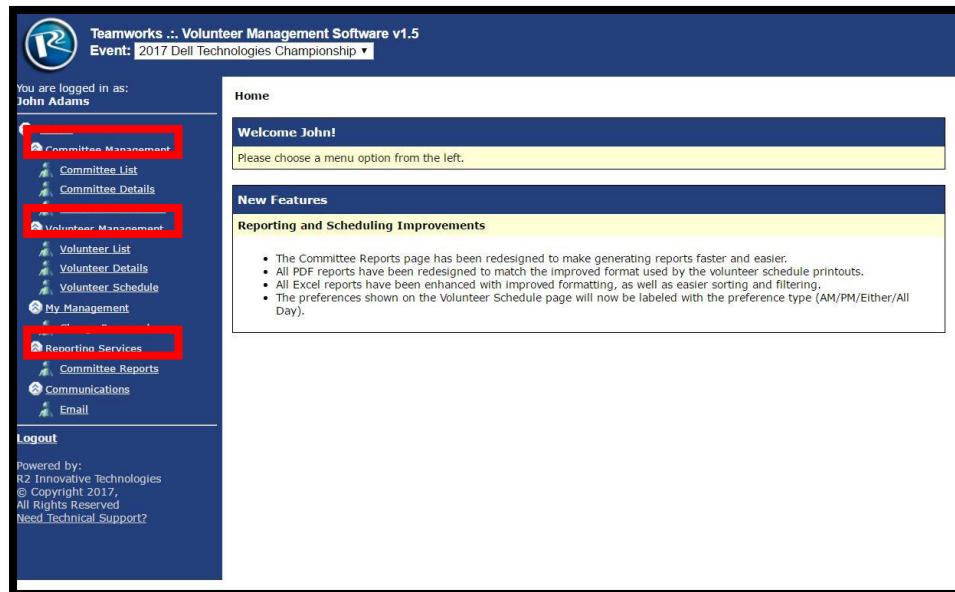 R2
Teamworks .:. Volunteer Management Software v1.5
Event: 2017 Dell Technologies Championship
You are logged in as:
John Adams
Committee Management
Committee List
Committee Details
Volunteer Management
Volunteer List
Volunteer Details
Volunteer Schedule
My Management
Reporting Services
Committee Reports
Communications
Email
Logout
Powered by:
R2 Innovative Technologies
© Copyright 2017,
All Rights Reserved
Need Technical Support?
Home
Welcome John!
Please choose a menu option from the left.
New Features
Reporting and Scheduling Improvements
The Committee Reports page has been redesigned to make generating reports faster and easier.
All PDF reports have been redesigned to match the improved format used by the volunteer schedule printouts.
All Excel reports have been enhanced with improved formatting, as well as easier sorting and filtering.
The preferences shown on the Volunteer Schedule page will now be labeled with the preference type (AM/PM/Either/All
Day).